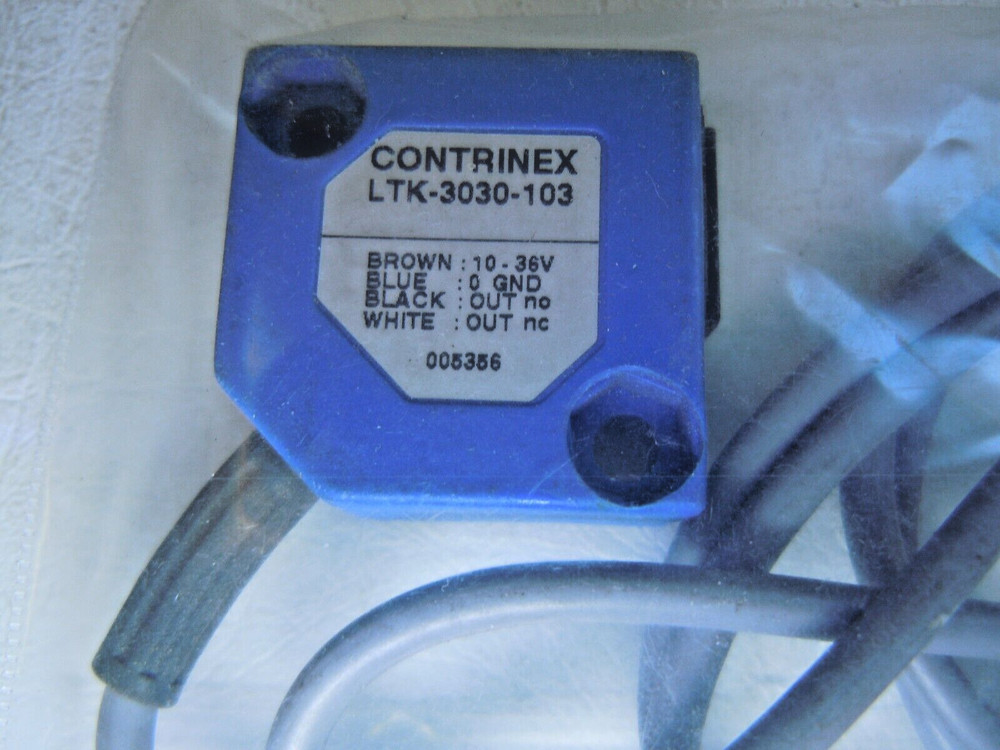 CONTRINEX
LTK-3030-103
BROWN : 10 - 36V
BLUE : 0 GND
BLACK : OUT no
WHITE : OUT nc
005356